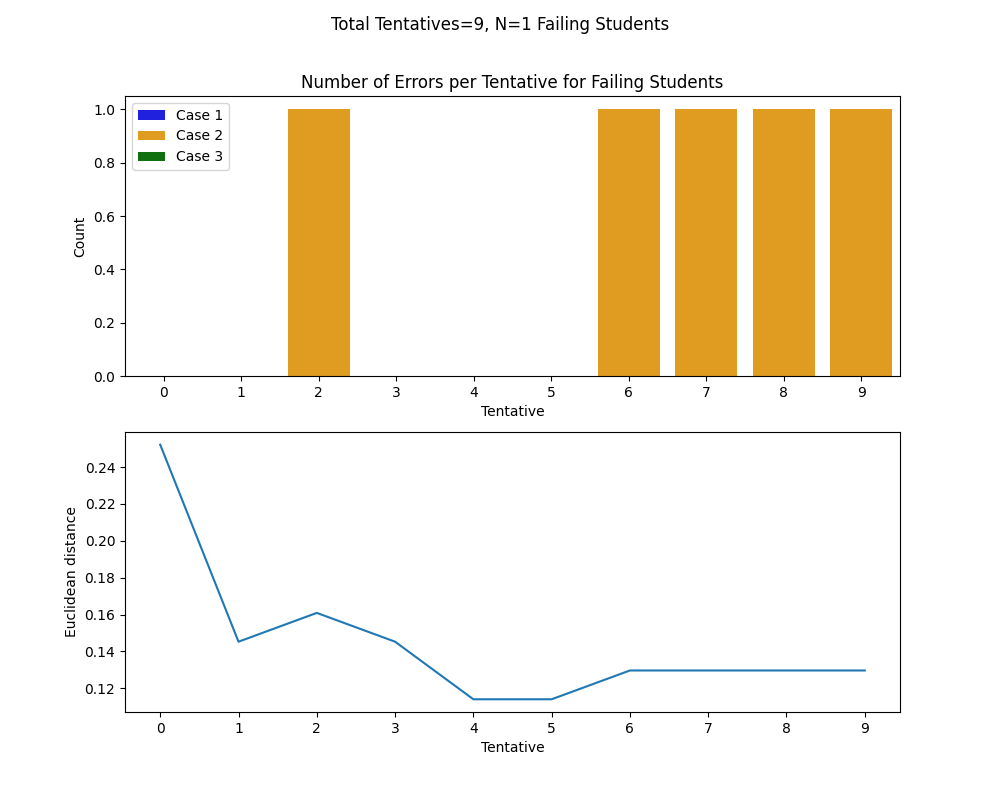 Total Tentatives=9, N=1 Failing Students
Number of Errors per Tentative for Failing Students
Case 1
Case 2
Case 3
Count
1.0
0.8
0.6
0.4
0.2
0.0
0 1 2 3 4 5 6 7 8 9
Tentative
Euclidean distance
0.24
0.22
0.20
0.18
0.16
0.14
0.12
0 1 2 3 4 5 6 7 8 9
Tentative